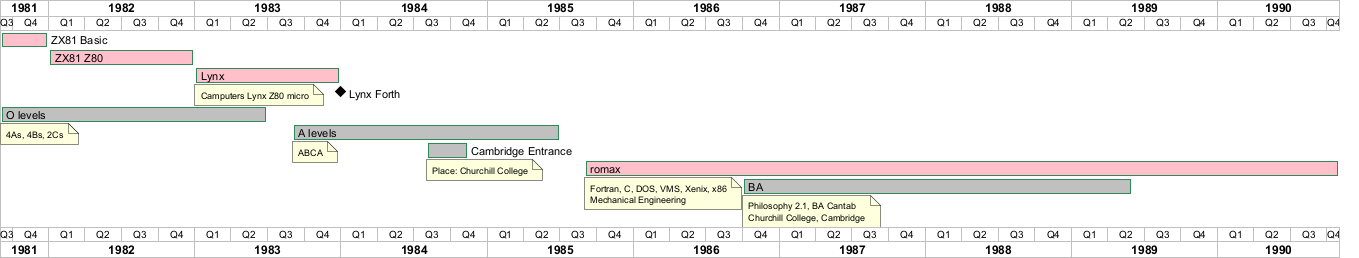 1981 1982 1983 1984 1985 1986 1987 1988 1989 1990
Q3 Q4 Q1 Q2 Q3 Q4 Q1 Q2 Q3 Q4 Q1 Q2 Q3 Q4 Q1 Q2 Q3 Q4 Q1 Q2 Q3 Q4 Q1 Q2 Q3 Q4 Q1 Q2 Q3 Q4 Q1 Q2 Q3 Q4 Q1 Q2 Q3 Q4
ZX81 Basic
ZX81 Z80
Lynx
Camputers Lynx Z80 micro
Lynx Forth
O levels
4As, 4Bs, 2Cs
A levels
ABCA
Cambridge Entrance
Place: Churchill College
romax
Fortran, C, DOS, VMS, Xenix, x86
Mechanical Engineering
BA
Philosophy 2.1, BA Cantab
Churchill College, Cambridge
Q3 Q4 Q1 Q2 Q3 Q4 Q1 Q2 Q3 Q4 Q1 Q2 Q3 Q4 Q1 Q2 Q3 Q4 Q1 Q2 Q3 Q4 Q1 Q2 Q3 Q4 Q1 Q2 Q3 Q4 Q1 Q2 Q3 Q4 Q1 Q2 Q3 Q4
1981 1982 1983 1984 1985 1986 1987 1988 1989 1990